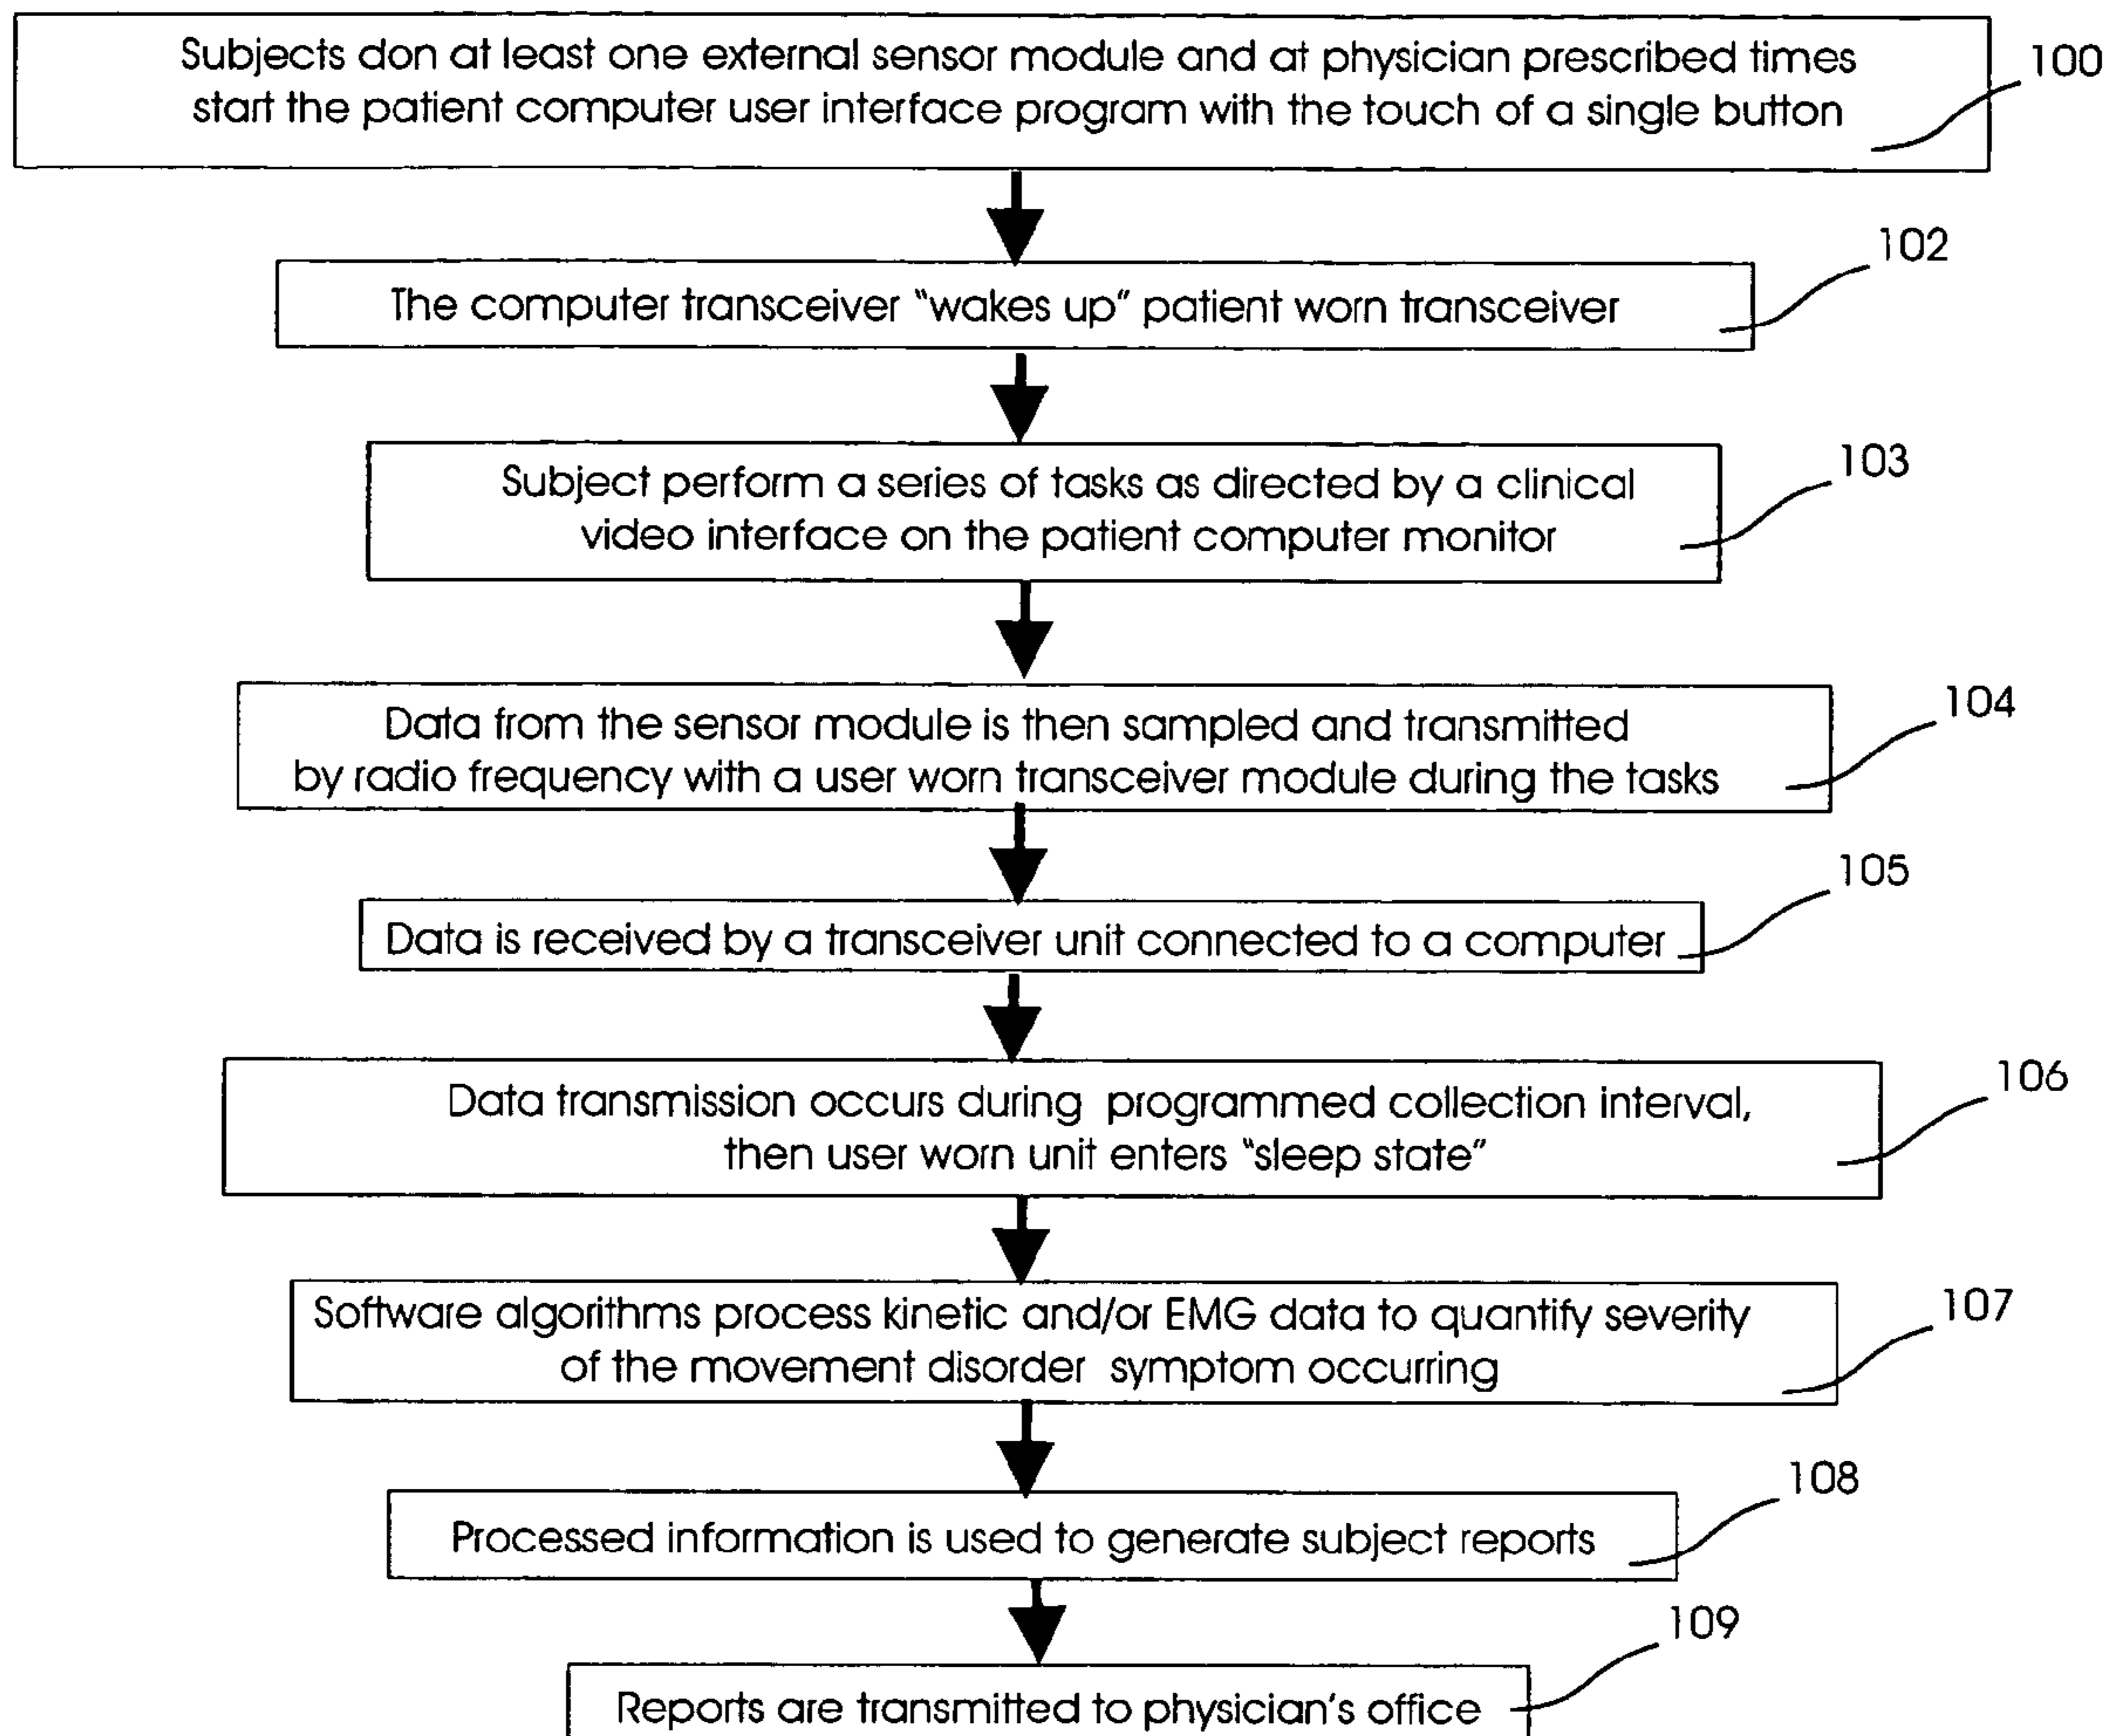 Subjects don at least one external sensor module and at physician prescribed times
start the patient computer user interface program with the touch of a single button
100
The computer transceiver “wakes up” patient worn transceiver
102
Subject perform a series of tasks as directed by a clinical
video interface on the patient computer monitor
103
Data from the sensor module is then sampled and transmitted
by radio frequency with a user worn transceiver module during the tasks
104
Data is received by a transceiver unit connected to a computer
105
Data transmission occurs during programmed collection interval,
then user worn unit enters “sleep state”
106
Software algorithms process kinetic and/or EMG data to quantify severity
of the movement disorder symptom occurring
107
Processed information is used to generate subject reports
108
Reports are transmitted to physician's office
109